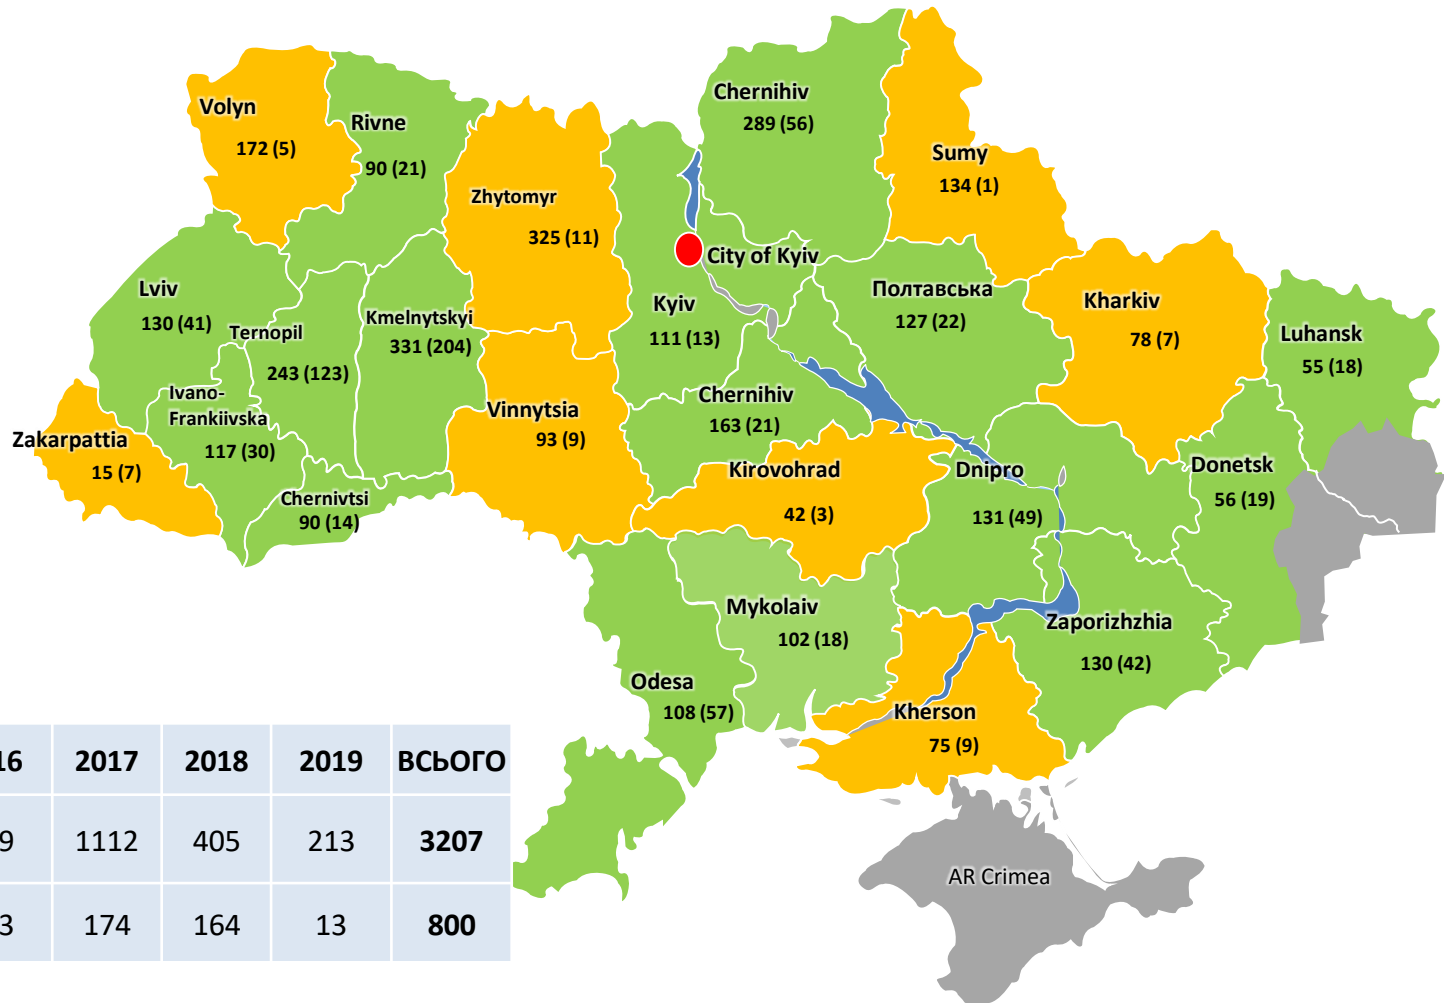 Chernihiv
289 (56)
Volyn
172 (5)
Rivne
90 (21)
Sumy
134 (1)
Zhytomyr
325 (11)
City of Kyiv
Lviv
130 (41)
Ternopil
243 (123)
Kmelnytskyi
331 (204)
Kyiv
111 (13)
Полтавська
127 (22)
Kharkiv
78 (7)
Luhansk
55 (18)
Ivano-
Frankiivska
117 (30)
Vinnytsia
93 (9)
Chernihiv
163 (21)
Zakarpattia
15 (7)
Chernivtsi
90 (14)
Kirovohrad
42 (3)
Dnipro
131 (49)
Donetsk
56 (19)
Mykolaiv
102 (18)
Zaporizhzhia
130 (42)
Odesa
108 (57)
Kherson
75 (9)
AR Crimea
16 2017 2018 2019 ВСЬОГО
9 1112 405 213 3207
3 174 164 13 800